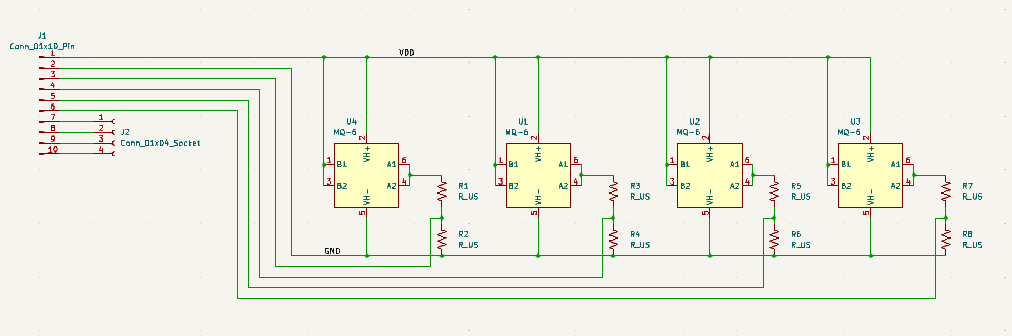 J1
Conn_01x10_Pin
1
2
3
4
5
6
7
8
9
10
1
2
3
4
J2
Conn_01x04_Socket
VDD
GND
U4
MQ-6
2
VH+
1
B1
A1
6
3
B2
A2
4
VH-
5
R1
R_US
R2
R_US
U1
MQ-6
2
VH+
1
B1
A1
6
3
B2
A2
4
VH-
5
R3
R_US
R4
R_US
U2
MQ-6
2
VH+
1
B1
A1
6
3
B2
A2
4
VH-
5
R5
R_US
R6
R_US
U3
MQ-6
2
VH+
1
B1
A1
6
3
B2
A2
4
VH-
5
R7
R_US
R8
R_US